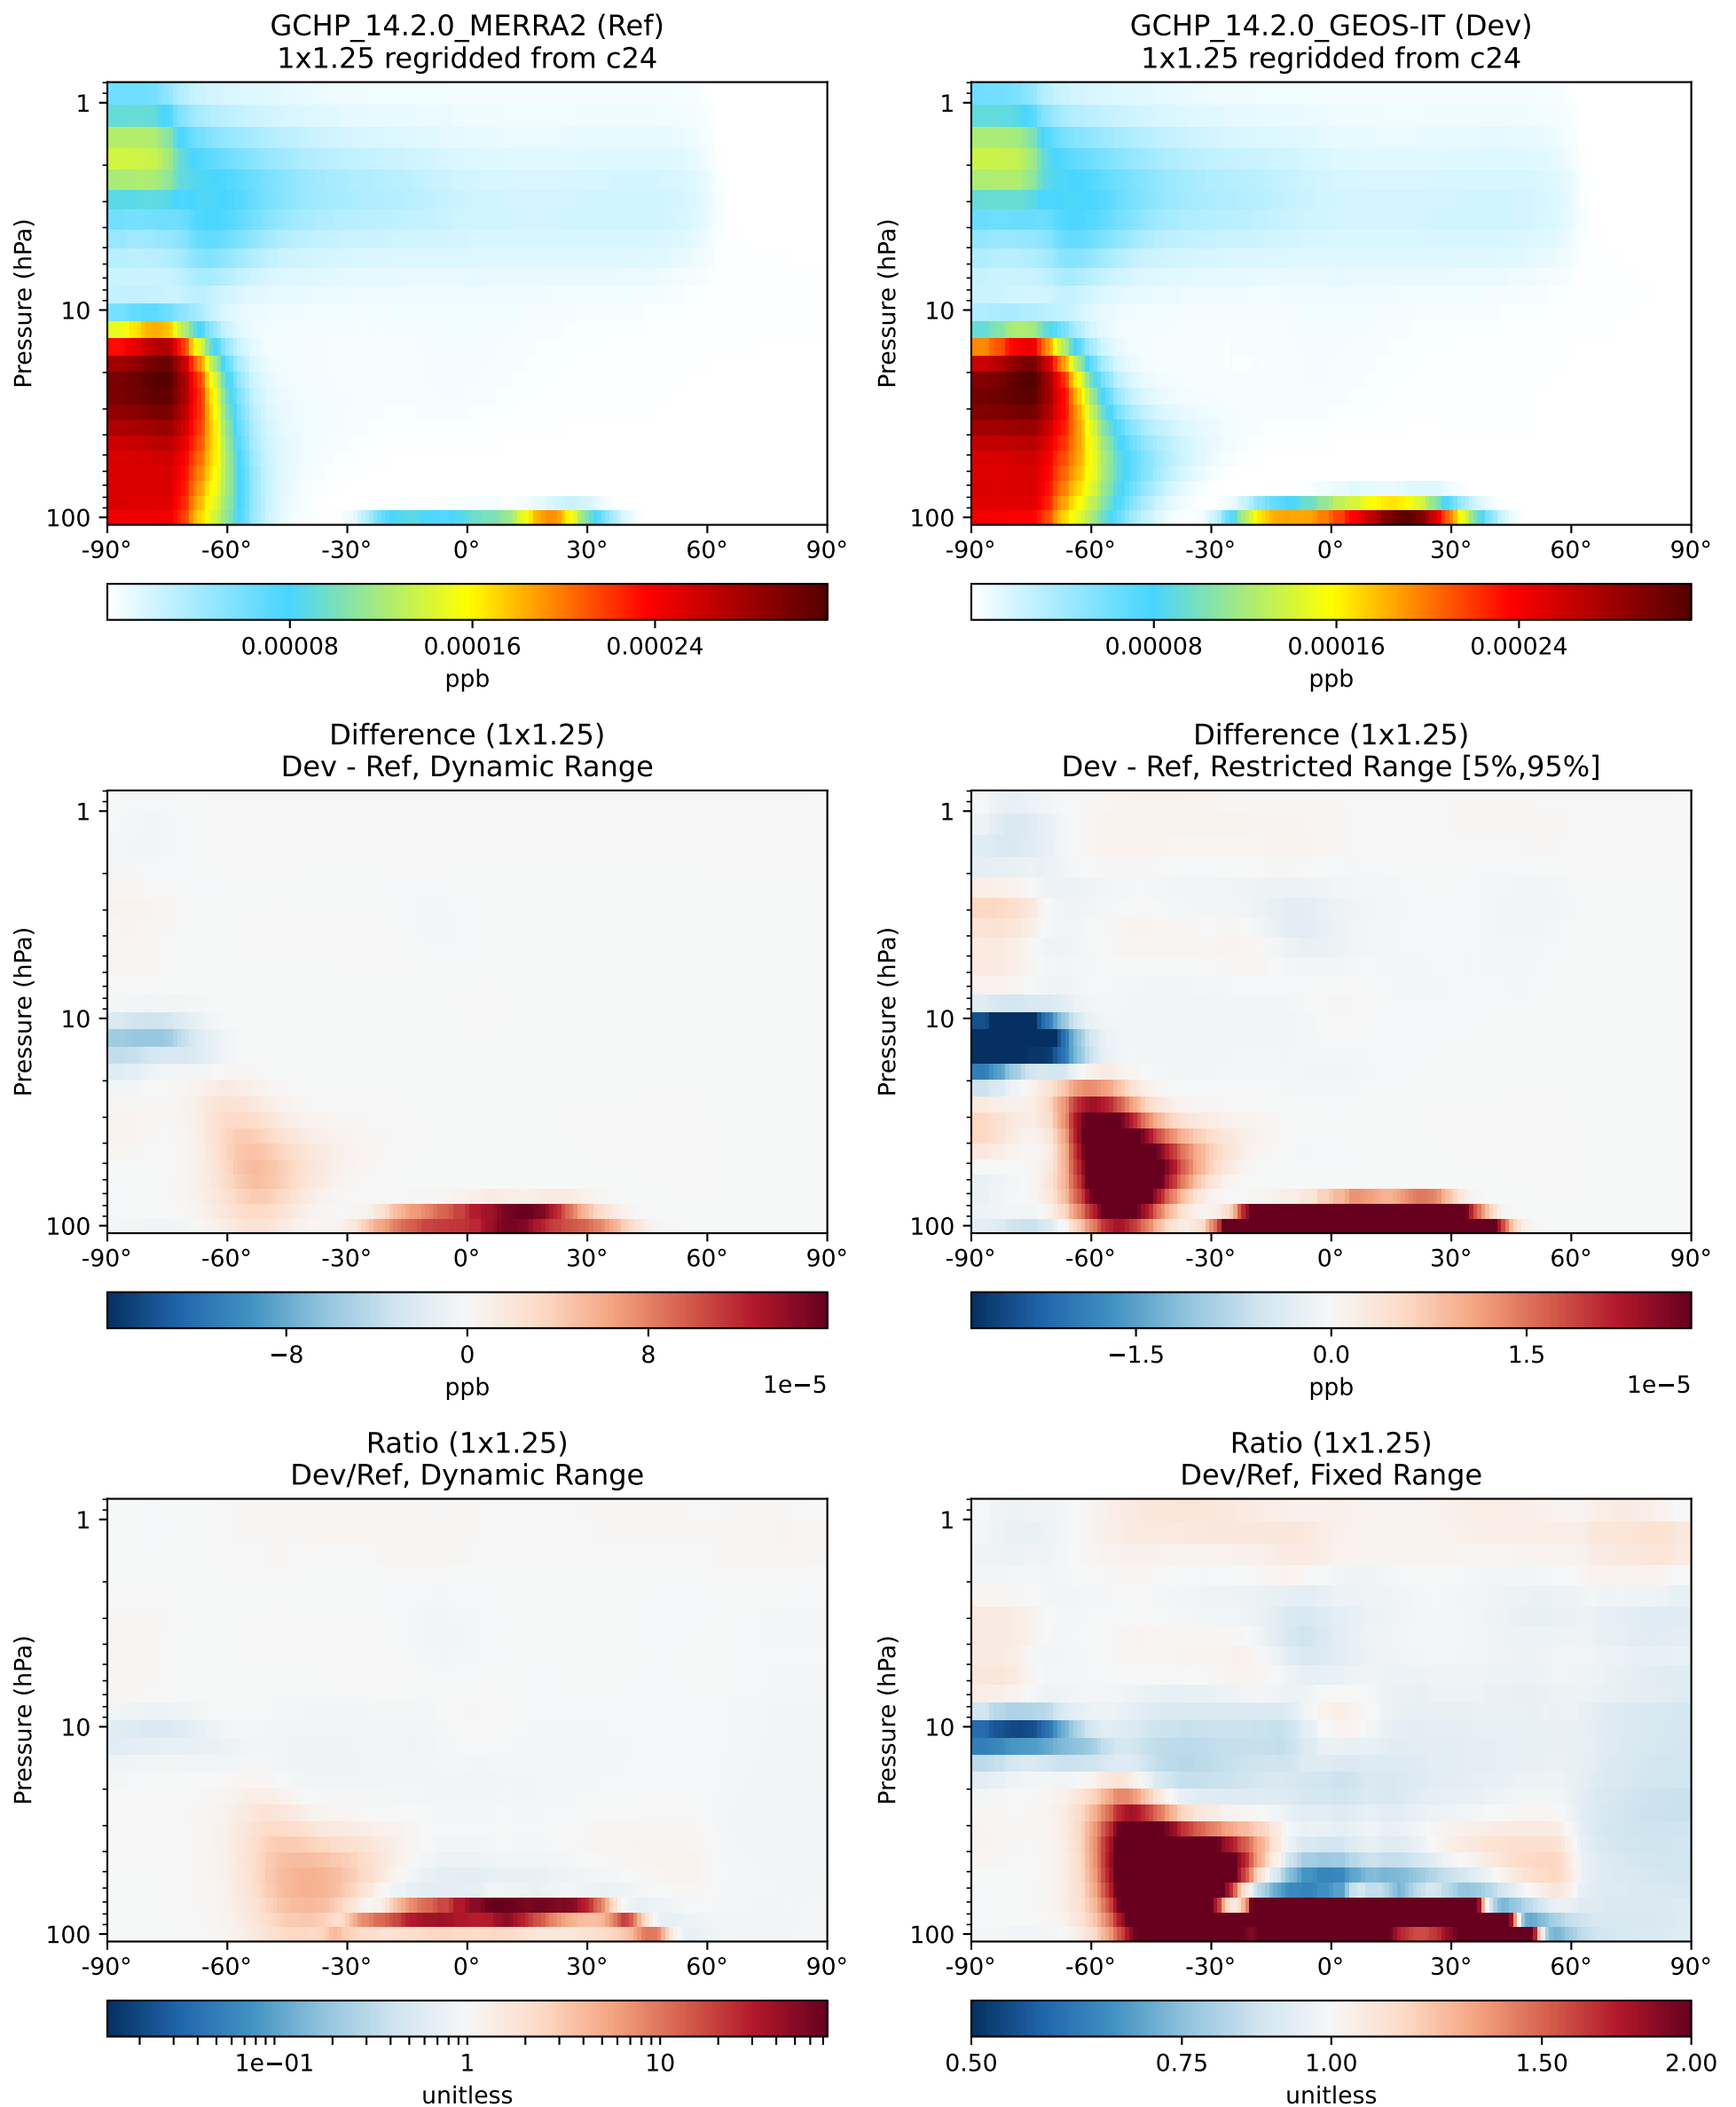 GCHP_14.2.0_MERRA2 (Ref)
1x1.25 regridded from c24
Pressure (hPa)
1
10
100
-90° -60° -30° 0° 30° 60° 90°
0.00008 0.00016 0.00024
ppb
GCHP_14.2.0_GEOS-IT (Dev)
1x1.25 regridded from c24
Pressure (hPa)
1
10
100
-90° -60° -30° 0° 30° 60° 90°
0.00008 0.00016 0.00024
ppb
Difference (1x1.25)
Dev - Ref, Dynamic Range
Pressure (hPa)
1
10
100
-90° -60° -30° 0° 30° 60° 90°
−8 0 8
ppb
1e−5
Difference (1x1.25)
Dev - Ref, Restricted Range [5%,95%]
Pressure (hPa)
1
10
100
-90° -60° -30° 0° 30° 60° 90°
−1.5 0.0 1.5
ppb
1e−5
Ratio (1x1.25)
Dev/Ref, Dynamic Range
Pressure (hPa)
1
10
100
-90° -60° -30° 0° 30° 60° 90°
1e−01 1 10
unitless
Ratio (1x1.25)
Dev/Ref, Fixed Range
Pressure (hPa)
1
10
100
-90° -60° -30° 0° 30° 60° 90°
0.50 0.75 1.00 1.50 2.00
unitless